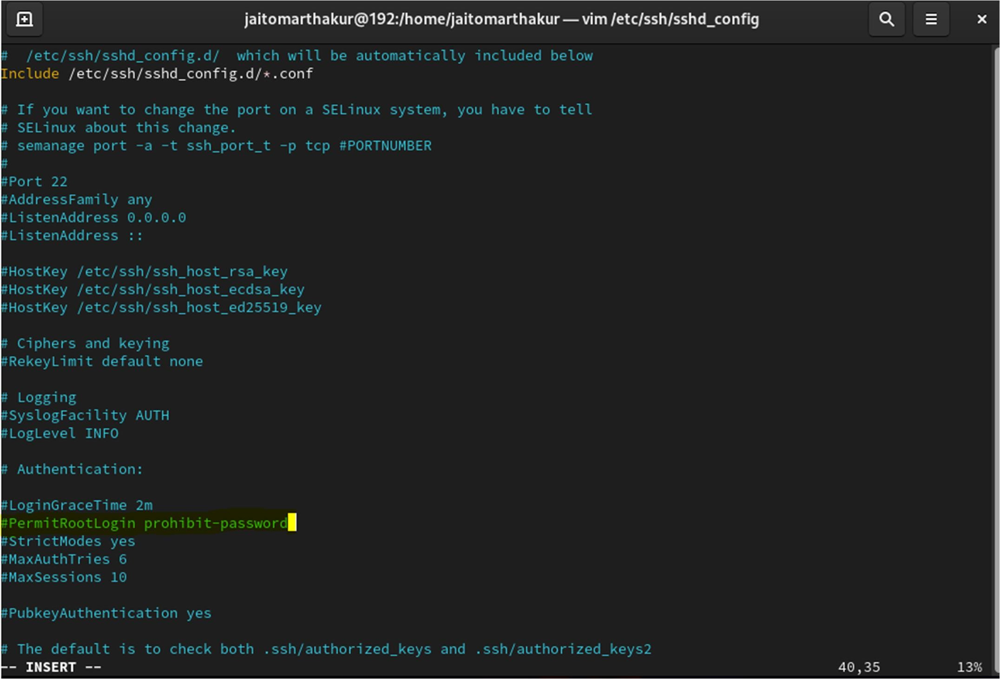 jaitomarthakur@192:/home/jaitomarthakur — vim /etc/ssh/sshd_config
#  /etc/ssh/sshd_config.d/  which will be automatically included below
Include /etc/ssh/sshd_config.d/*.conf
# If you want to change the port on a SELinux system, you have to tell
# SELinux about this change.
# semanage port -a -t ssh_port_t -p tcp #PORTNUMBER
#
#Port 22
#AddressFamily any
#ListenAddress 0.0.0.0
#ListenAddress ::
#HostKey /etc/ssh/ssh_host_rsa_key
#HostKey /etc/ssh/ssh_host_ecdsa_key
#HostKey /etc/ssh/ssh_host_ed25519_key
# Ciphers and keying
#RekeyLimit default none
# Logging
#SyslogFacility AUTH
#LogLevel INFO
# Authentication:
#LoginGraceTime 2m
#PermitRootLogin prohibit-password
#StrictModes yes
#MaxAuthTries 6
#MaxSessions 10
#PubkeyAuthentication yes
# The default is to check both .ssh/authorized_keys and .ssh/authorized_keys2
-- INSERT -- 40,35 13%